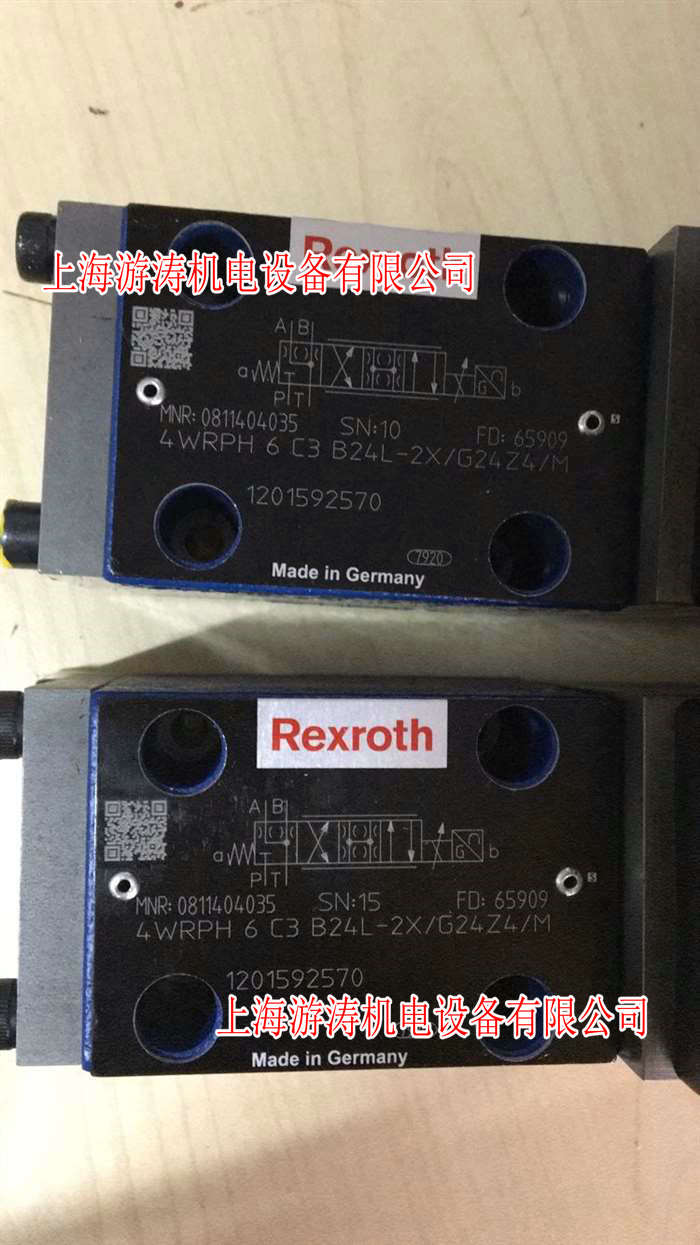 Rexroth
上海游涛机电设备有限公司
A B
a
b
G
T
P T
MNR: 0811404035 SN:10 FD: 65909
S
4WRPH 6 C3 B24L-2X/G24Z4/M
1201592570
7920
Made in Germany
Rexroth
A B
a
b
G
T
P T
MNR: 0811404035 SN:15 FD: 65909
S
4WRPH 6 C3 B24L-2X/G24Z4/M
1201592570
上海游涛机电设备有限公司
Made in Germany